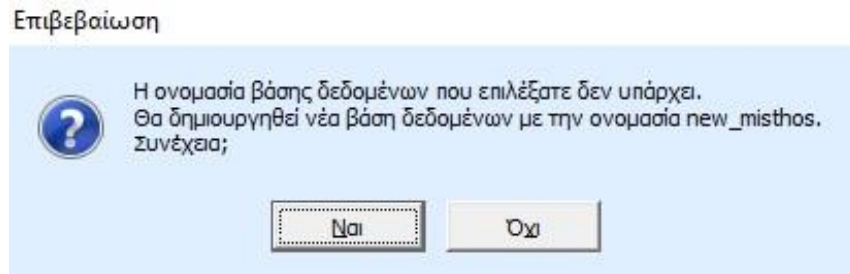 Επιβεβαίωση
Η ονομασία βάσης δεδομένων που επιλέξατε δεν υπάρχει.
Θα δημιουργηθεί νέα βάση δεδομένων με την ονομασία new_misthos.
Συνέχεια;
Ναι Όχι